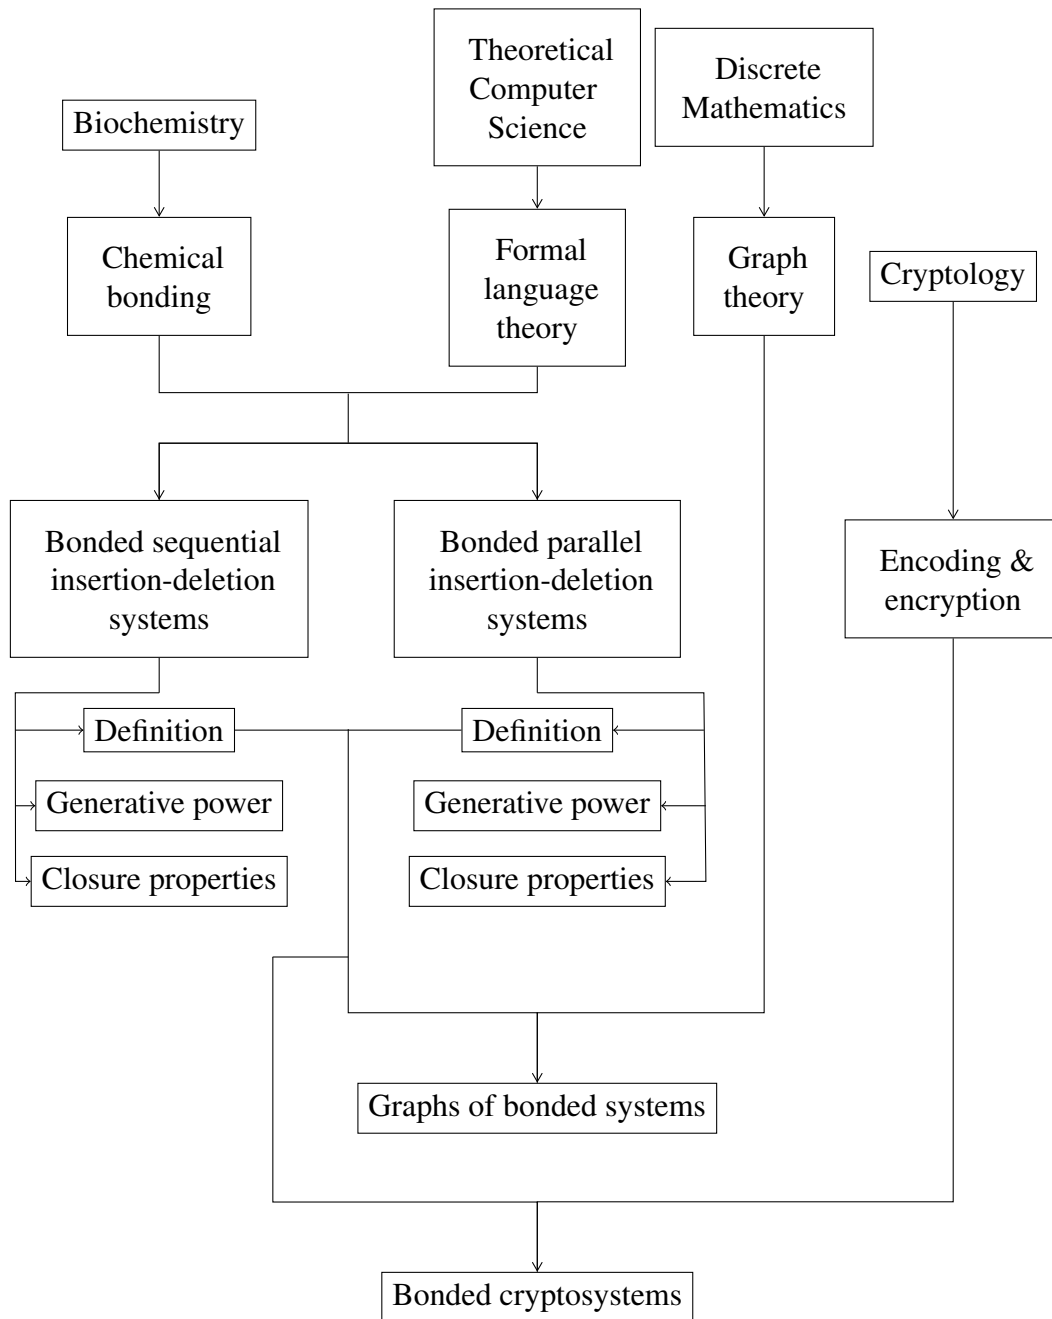 Theoretical
Computer
Science
Discrete
Mathematics
Biochemistry
Chemical
bonding
Formal
language
theory
Graph
theory
Cryptology
Bonded sequential
insertion-deletion
systems
Bonded parallel
insertion-deletion
systems
Encoding &
encryption
Definition
Definition
Generative power
Generative power
Closure properties
Closure properties
Graphs of bonded systems
Bonded cryptosystems